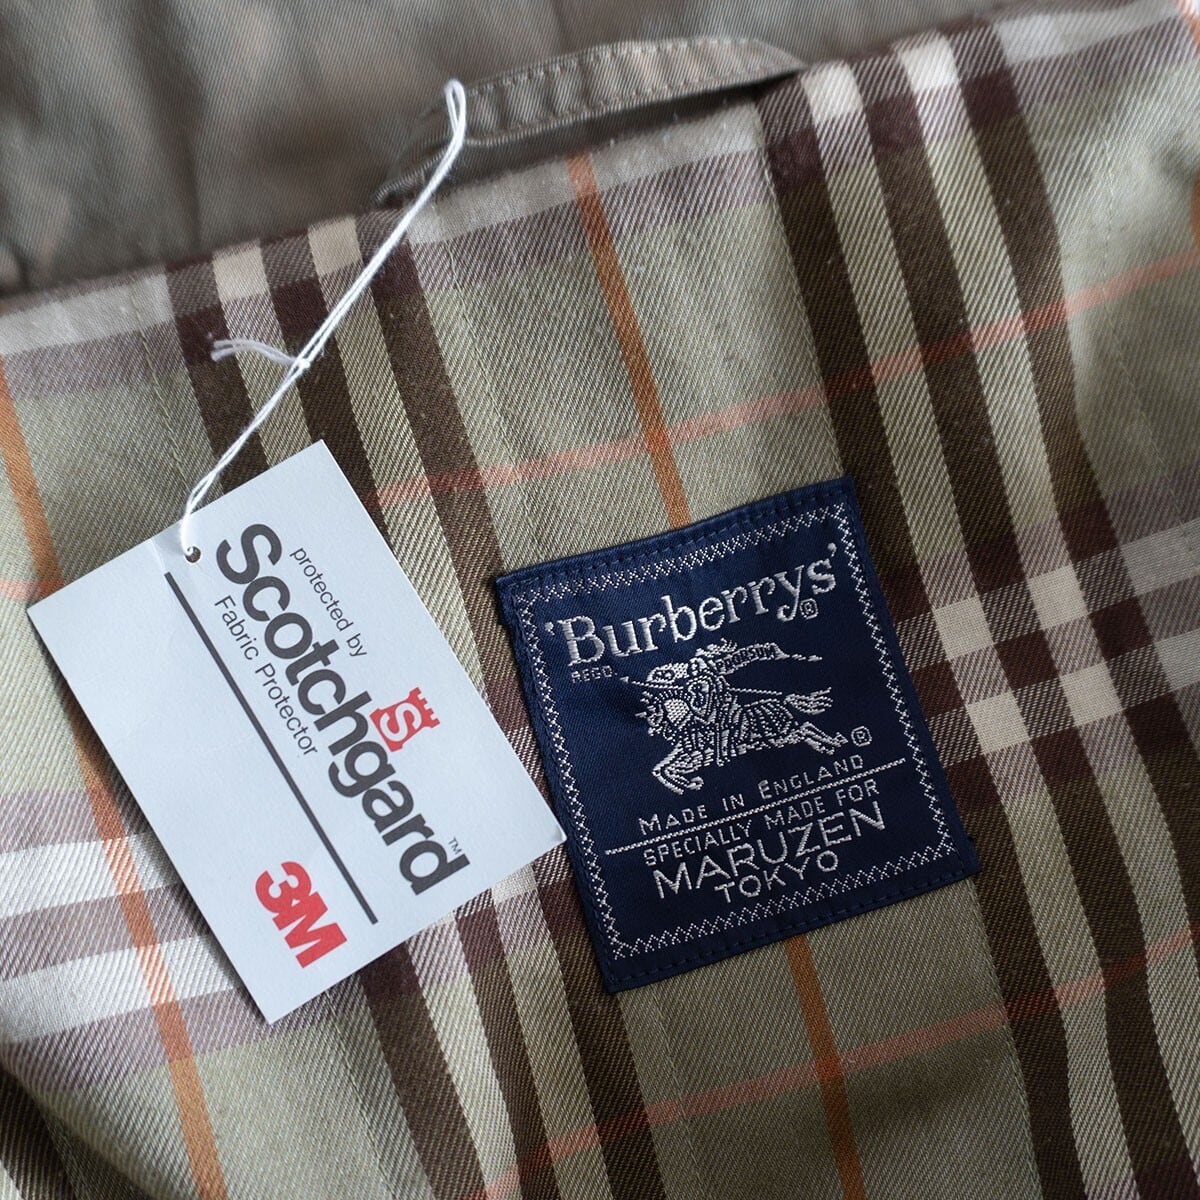 protected by
Scotchgard™
S
Fabric Protector
3M
'Burberrys'®
REGD.
PRORSUM
®
MADE IN ENGLAND
SPECIALLY MADE FOR
MARUZEN
TOKYO